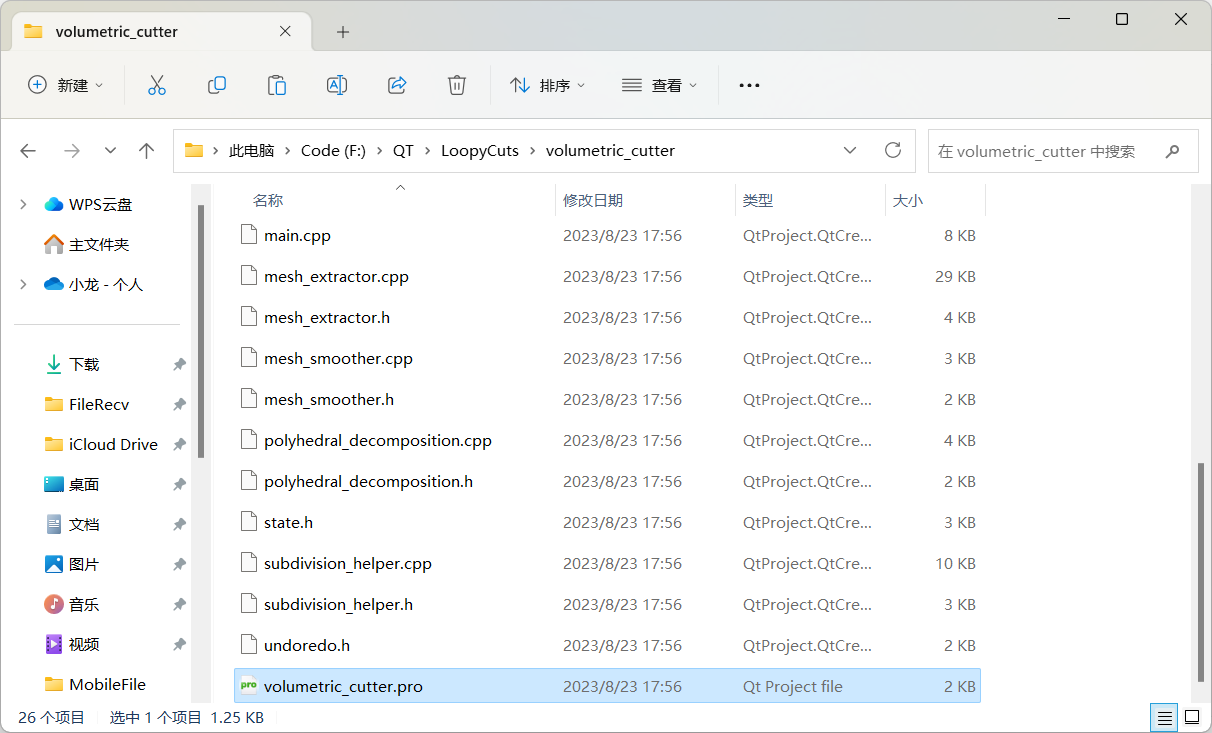 volumetric_cutter
新建
排序
查看
此电脑 Code (F:) QT LoopyCuts volumetric_cutter
在 volumetric_cutter 中搜索
WPS云盘
主文件夹
小龙 - 个人
下载
FileRecv
iCloud Drive
桌面
文档
图片
音乐
视频
MobileFile
名称 修改日期 类型 大小
main.cpp 2023/8/23 17:56 QtProject.QtCre... 8 KB
mesh_extractor.cpp 2023/8/23 17:56 QtProject.QtCre... 29 KB
mesh_extractor.h 2023/8/23 17:56 QtProject.QtCre... 4 KB
mesh_smoother.cpp 2023/8/23 17:56 QtProject.QtCre... 3 KB
mesh_smoother.h 2023/8/23 17:56 QtProject.QtCre... 2 KB
polyhedral_decomposition.cpp 2023/8/23 17:56 QtProject.QtCre... 4 KB
polyhedral_decomposition.h 2023/8/23 17:56 QtProject.QtCre... 2 KB
state.h 2023/8/23 17:56 QtProject.QtCre... 3 KB
subdivision_helper.cpp 2023/8/23 17:56 QtProject.QtCre... 10 KB
subdivision_helper.h 2023/8/23 17:56 QtProject.QtCre... 3 KB
undoredo.h 2023/8/23 17:56 QtProject.QtCre... 2 KB
pro volumetric_cutter.pro 2023/8/23 17:56 Qt Project file 2 KB
26 个项目 选中 1 个项目 1.25 KB